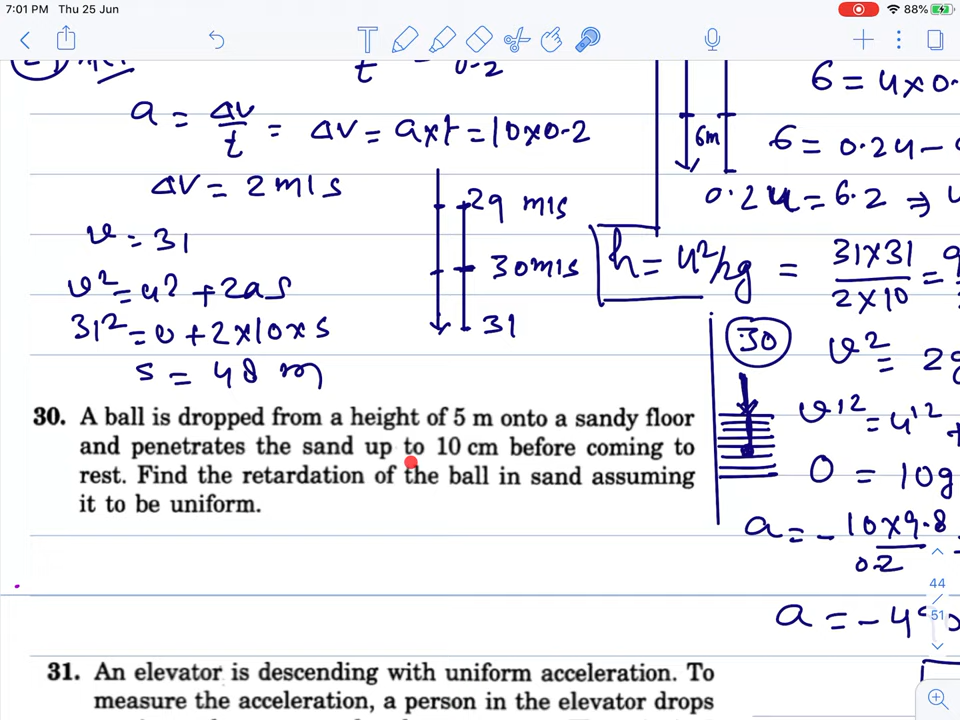 7:01 PM Thu 25 Jun
88%
T
t 0-2
a = Δv/t = Δv = a×t = 10×0-2
Δv = 2 m/s
v = 31
v² = u² + 2as
31² = 0 + 2×10×s
s = 48 m
29 m/s
30 m/s
31
6m
6 = u×0.
6 = 0.2u -
0.2u = 6.2 ⇒
h = u²/2g = 31×31/2×10 =
30
v² = 2g
v'² = u'² +
0 = 10g
a = - 10×9.8/0.2
a = - 49
30. A ball is dropped from a height of 5 m onto a sandy floor
and penetrates the sand up to 10 cm before coming to
rest. Find the retardation of the ball in sand assuming
it to be uniform.
44
51
31. An elevator is descending with uniform acceleration. To
measure the acceleration, a person in the elevator drops